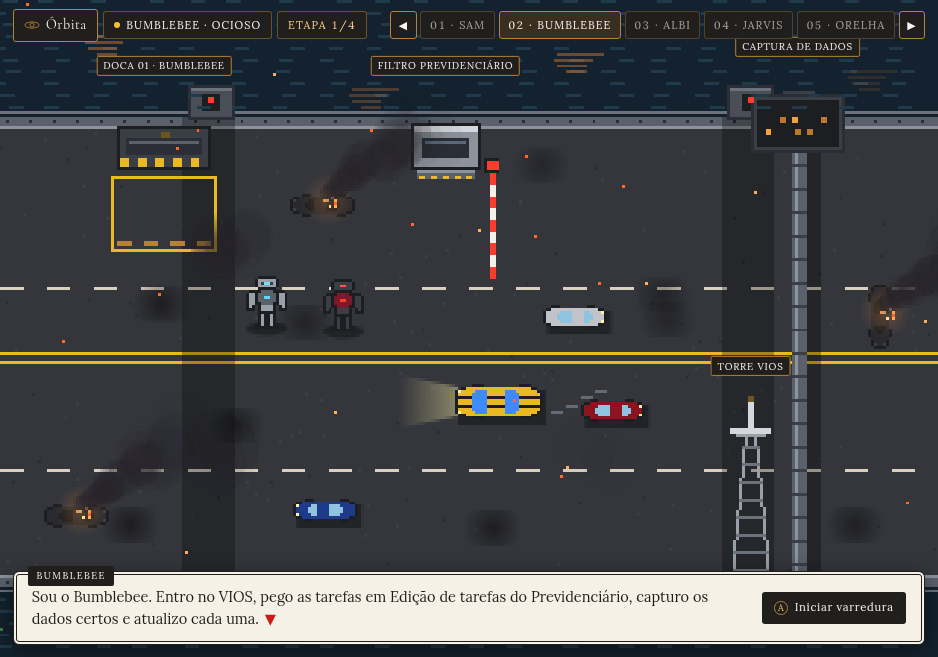 Órbita
BUMBLEBEE · OCIOSO
ETAPA 1/4
◀
01 · SAM
02 · BUMBLEBEE
03 · ALBI
04 · JARVIS
05 · ORELHA
▶
CAPTURA DE DADOS
DOCA 01 · BUMBLEBEE
FILTRO PREVIDENCIÁRIO
TORRE VIOS
BUMBLEBEE
Sou o Bumblebee. Entro no VIOS, pego as tarefas em Edição de tarefas do Previdenciário, capturo os
dados certos e atualizo cada uma. ▼
A Iniciar varredura